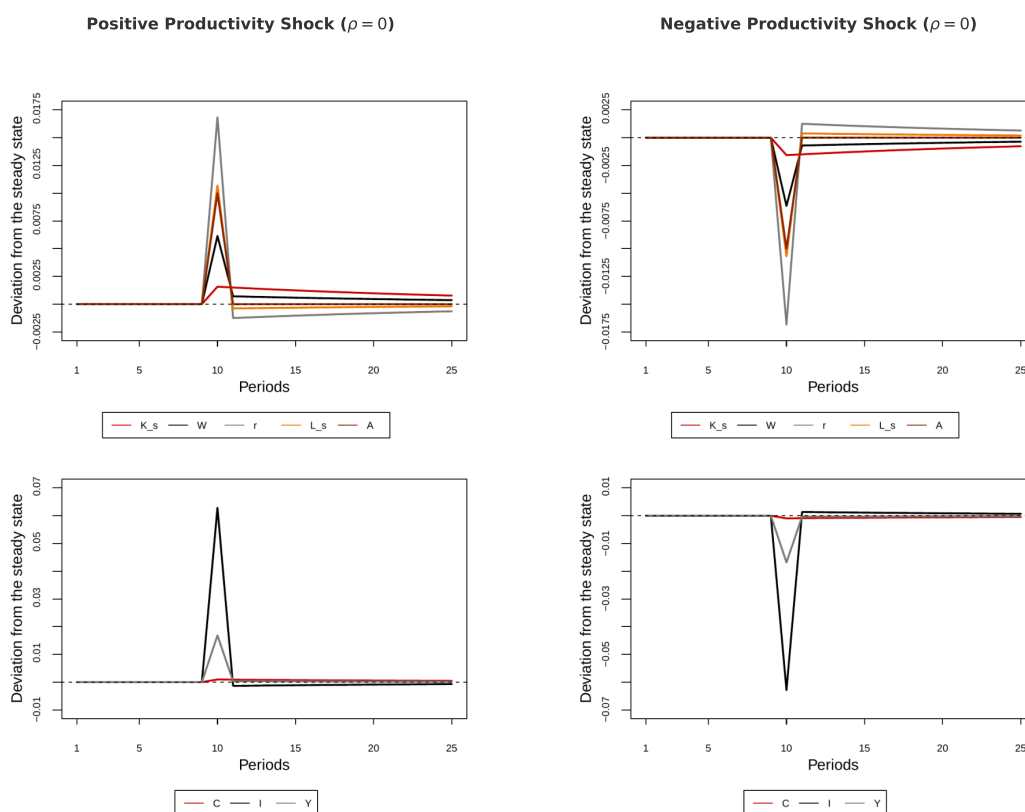 Positive Productivity Shock (ρ = 0)
Negative Productivity Shock (ρ = 0)
Deviation from the steady state
0.0175
0.0125
0.0075
0.0025
−0.0025
1 5 10 15 20 25
Periods
K_s W r L_s A
Deviation from the steady state
0.0025
−0.0025
−0.0075
−0.0125
−0.0175
1 5 10 15 20 25
Periods
K_s W r L_s A
Deviation from the steady state
0.07
0.05
0.03
0.01
−0.01
1 5 10 15 20 25
Periods
C I Y
Deviation from the steady state
0.01
−0.01
−0.03
−0.05
−0.07
1 5 10 15 20 25
Periods
C I Y